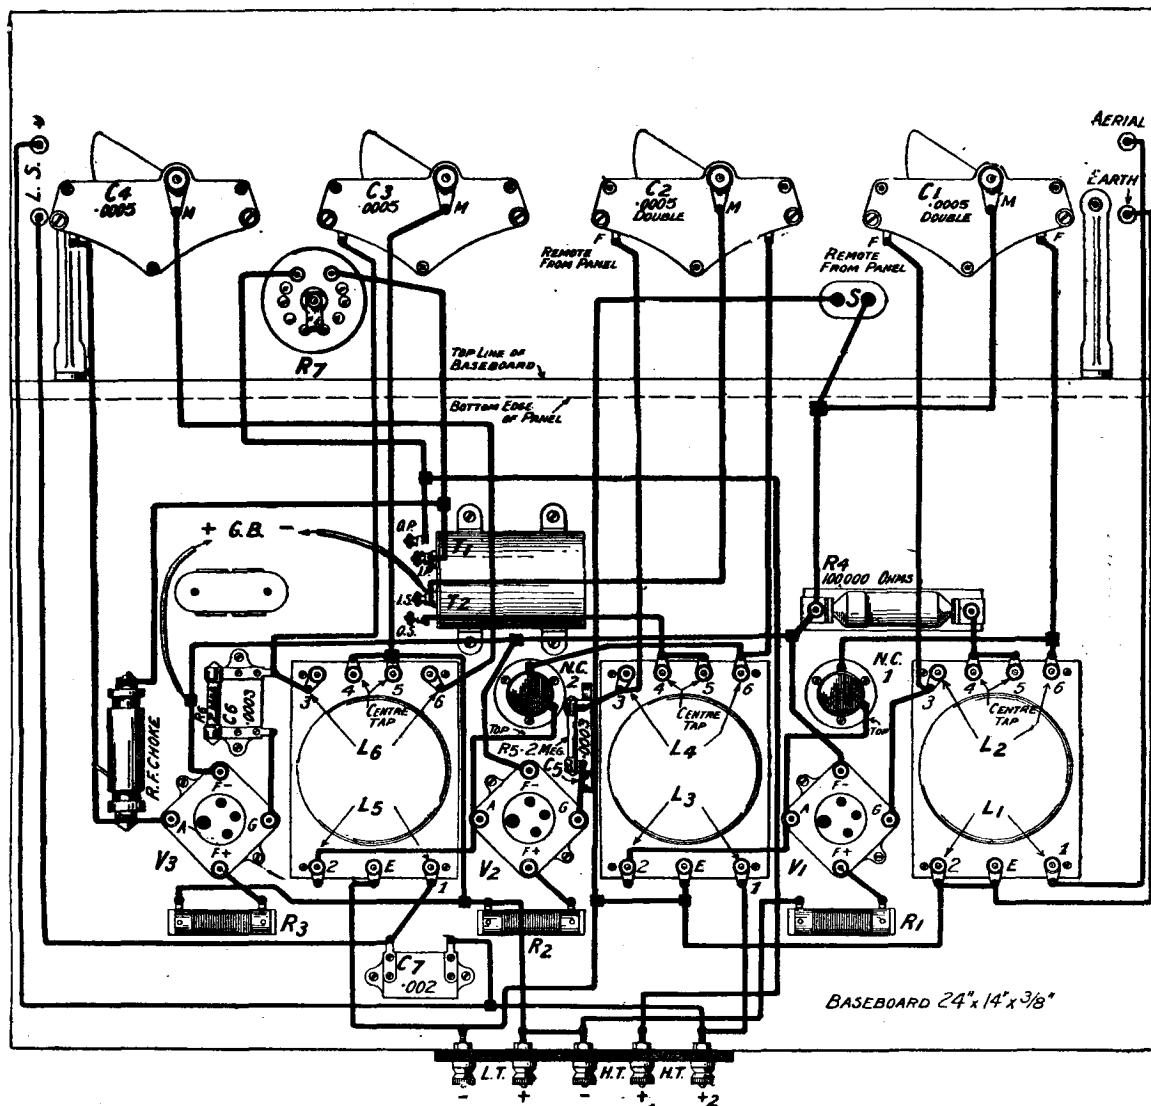 L. S. +
C4
.0005
M
C3
.0005
M
C2
.0005
DOUBLE
M
F
REMOTE
FROM PANEL
C1
.0005
DOUBLE
M
F
F
REMOTE
FROM PANEL
AERIAL
EARTH
S
R7
TOP LINE OF
BASEBOARD
BOTTOM EDGE
OF PANEL
+ G.B. -
O.P.
I.P.
I.S.
O.S.
T1
T2
R4
100,000 OHMS
N.C.
2
N.C.
1
3
4
5
6
CENTRE
TAP
3
4
5
6
CENTRE
TAP
3
4
5
6
CENTRE
TAP
R.F. CHOKE
R6
C6
.0003
L6
TOP
R5·2 MEG.
C5
.0003
L4
TOP
L2
F-
A
G
F+
V3
L5
2
E
1
F-
A
G
F+
V2
L3
2
E
1
F-
A
G
F+
V1
L1
2
E
1
R3
R2
R1
C7
.002
BASEBOARD 24" x 14" x 3/8"
L.T.
H.T.
H.T.
-
+
-
+1
+2